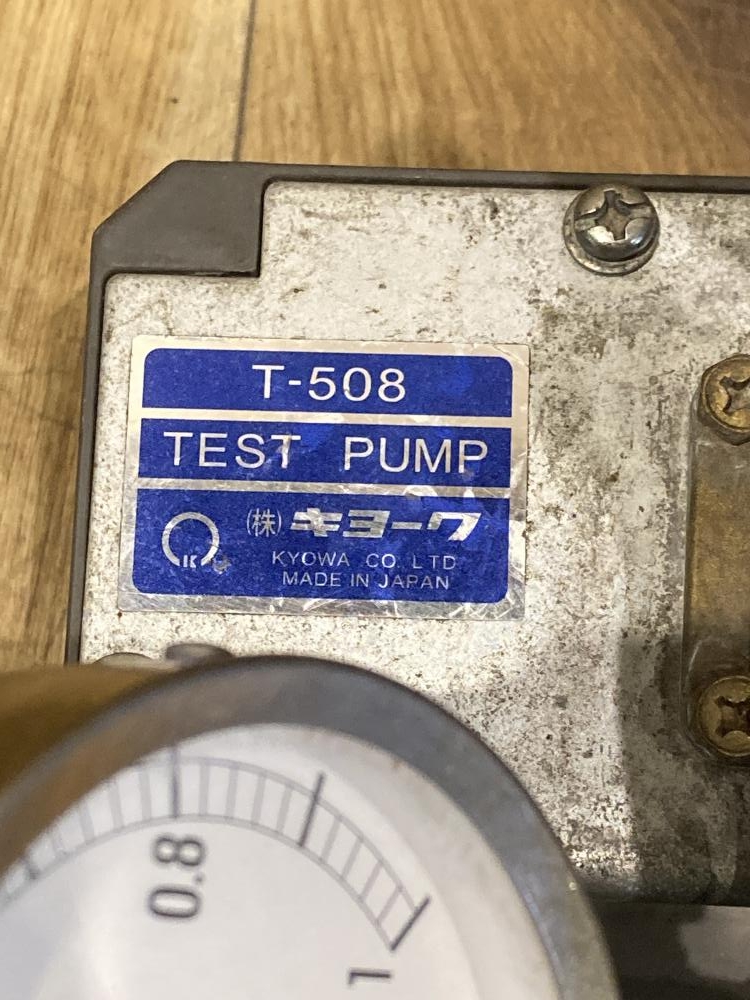 T-508
TEST PUMP
K
(株)キヨーワ
KYOWA CO. LTD
MADE IN JAPAN
0.8
1